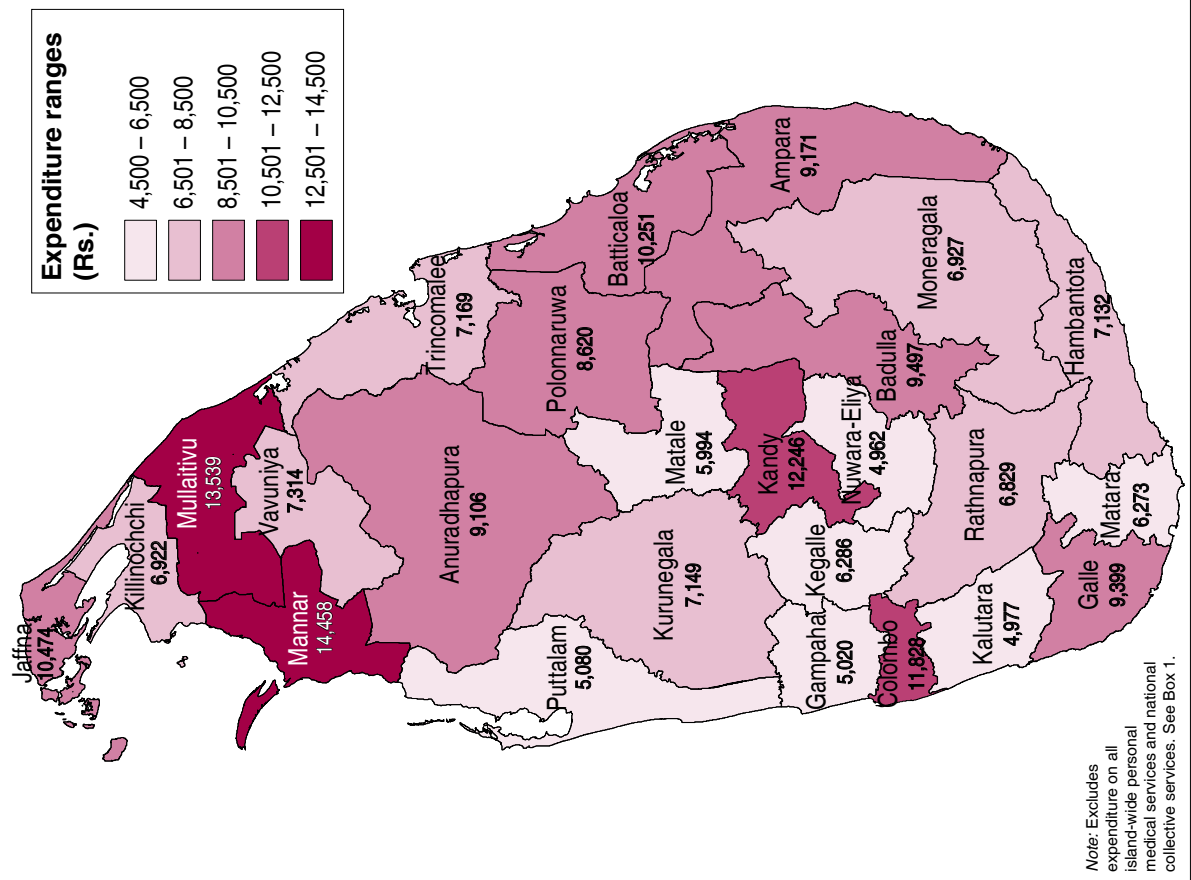 Expenditure ranges
(Rs.)
4,500 – 6,500
6,501 – 8,500
8,501 – 10,500
10,501 – 12,500
12,501 – 14,500
Jaffna
10,474
Killinochchi
6,922
Mullaitivu
13,539
Mannar
14,458
Vavuniya
7,314
Trincomalee
7,169
Anuradhapura
9,106
Polonnaruwa
8,620
Batticaloa
10,251
Puttalam
5,080
Kurunegala
7,149
Matale
5,994
Ampara
9,171
Kandy
12,246
Gampaha
5,020
Kegalle
6,286
Nuwara-Eliya
4,962
Badulla
9,497
Moneragala
6,927
Colombo
11,828
Kalutara
4,977
Rathnapura
6,829
Hambantota
7,132
Galle
9,399
Matara
6,273
Note: Excludes
expenditure on all
island-wide personal
medical services and national
collective services. See Box 1.